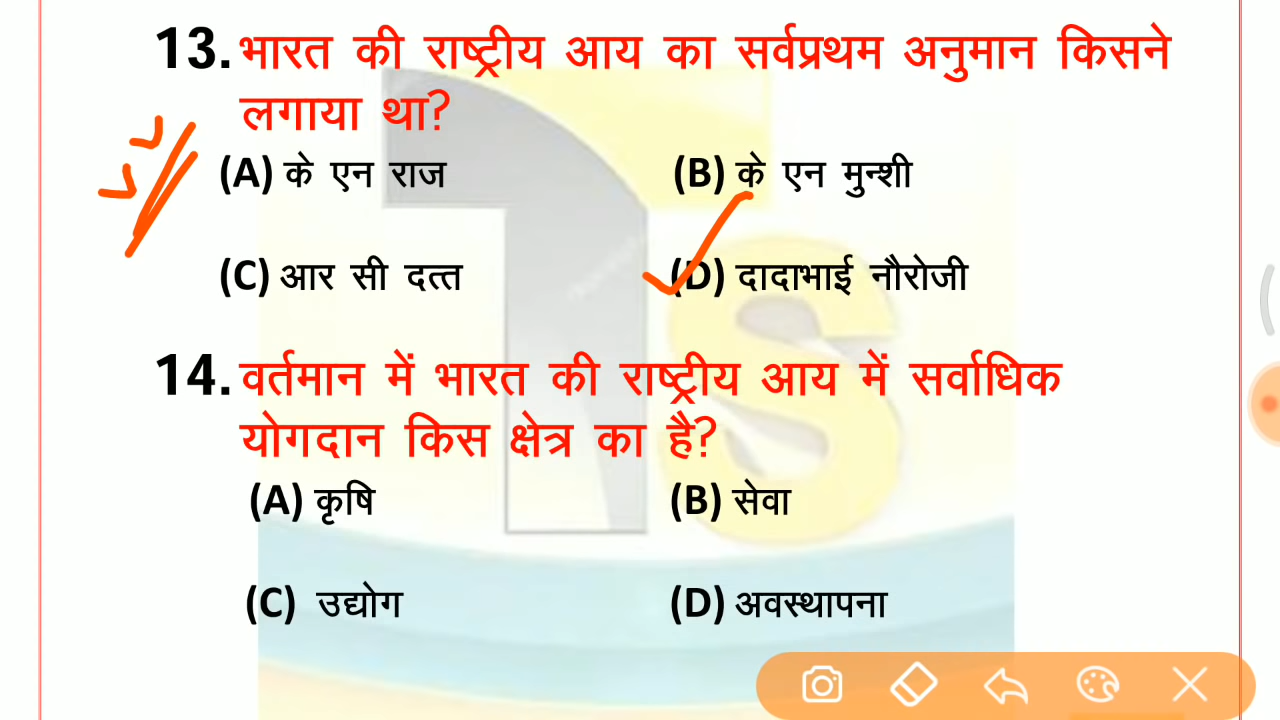 13. भारत की राष्ट्रीय आय का सर्वप्रथम अनुमान किसने
लगाया था?
(A) के एन राज (B) के एन मुन्शी
(C) आर सी दत्त (D) दादाभाई नौरोजी
14. वर्तमान में भारत की राष्ट्रीय आय में सर्वाधिक
योगदान किस क्षेत्र का है?
(A) कृषि (B) सेवा
(C) उद्योग (D) अवस्थापना